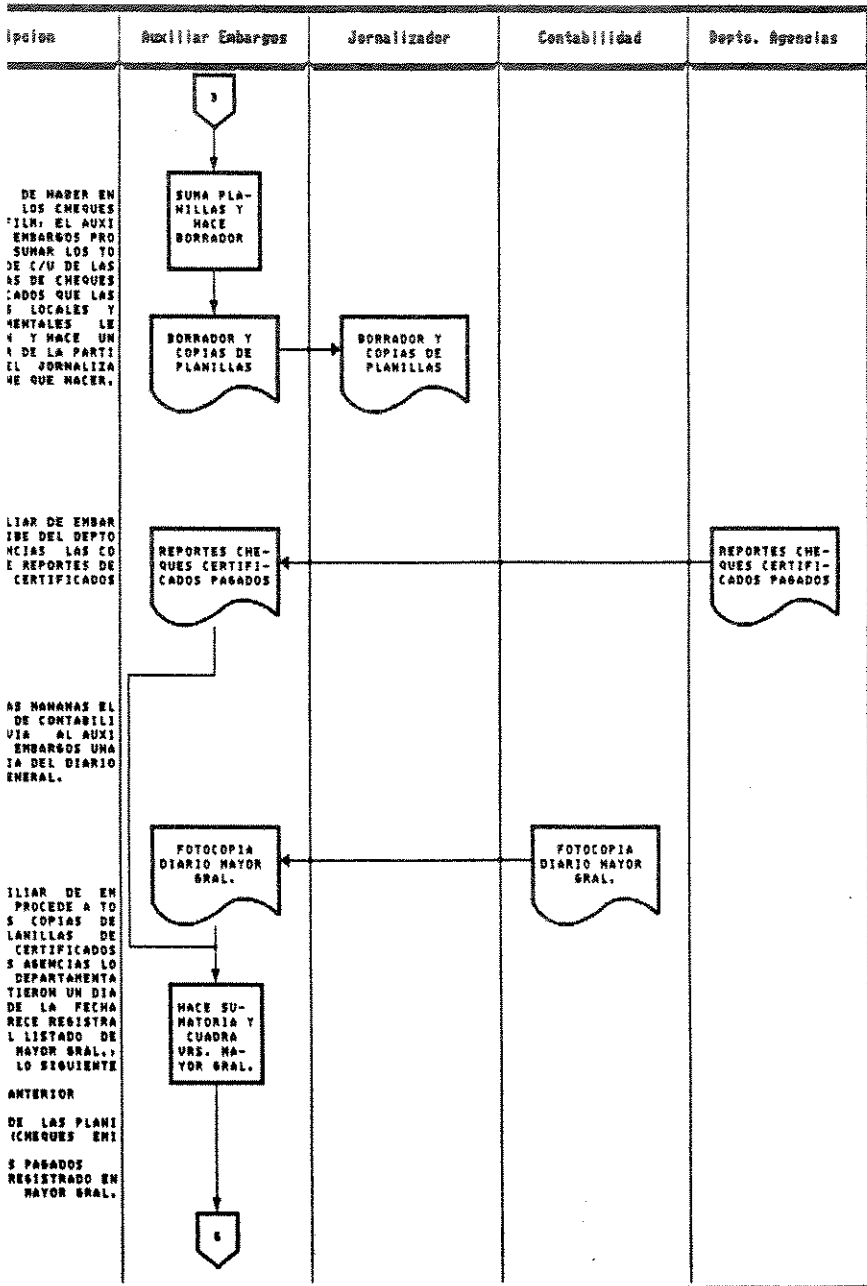 ipcion
Auxiliar Embargos
Jornalizador
Contabilidad
Depto. Agencias
3
DE HABER EN
LOS CHEQUES
FILM, EL AUXI
EMBARGOS PRO
SUMAR LOS TO
DE C/U DE LAS
AS DE CHEQUES
CADOS QUE LAS
S LOCALES Y
MENTALES LE
N Y HACE UN
R DE LA PARTI
EL JORNALIZA
NE QUE HACER.
SUMA PLA-
NILLAS Y
HACE
BORRADOR
BORRADOR Y
COPIAS DE
PLANILLAS
BORRADOR Y
COPIAS DE
PLANILLAS
LIAR DE EMBAR
IBE DEL DEPTO
NCIAS LAS CO
E REPORTES DE
CERTIFICADOS
REPORTES CHE-
QUES CERTIFI-
CADOS PAGADOS
REPORTES CHE-
QUES CERTIFI-
CADOS PAGADOS
AS MANANAS EL
DE CONTABILI
VIA AL AUXI
EMBARGOS UNA
IA DEL DIARIO
ENERAL.
FOTOCOPIA
DIARIO MAYOR
GRAL.
FOTOCOPIA
DIARIO MAYOR
GRAL.
ILIAR DE EM
PROCEDE A TO
S COPIAS DE
LANILLAS DE
CERTIFICADOS
S AGENCIAS LO
DEPARTAMENTA
TIERON UN DIA
DE LA FECHA
RECE REGISTRA
L LISTADO DE
MAYOR GRAL.,
LO SIGUIENTE
ANTERIOR
DE LAS PLANI
(CHEQUES EMI
S PAGADOS
REGISTRADO EN
MAYOR GRAL.
HACE SU-
MATORIA Y
CUADRA
VRS. MA-
YOR GRAL.